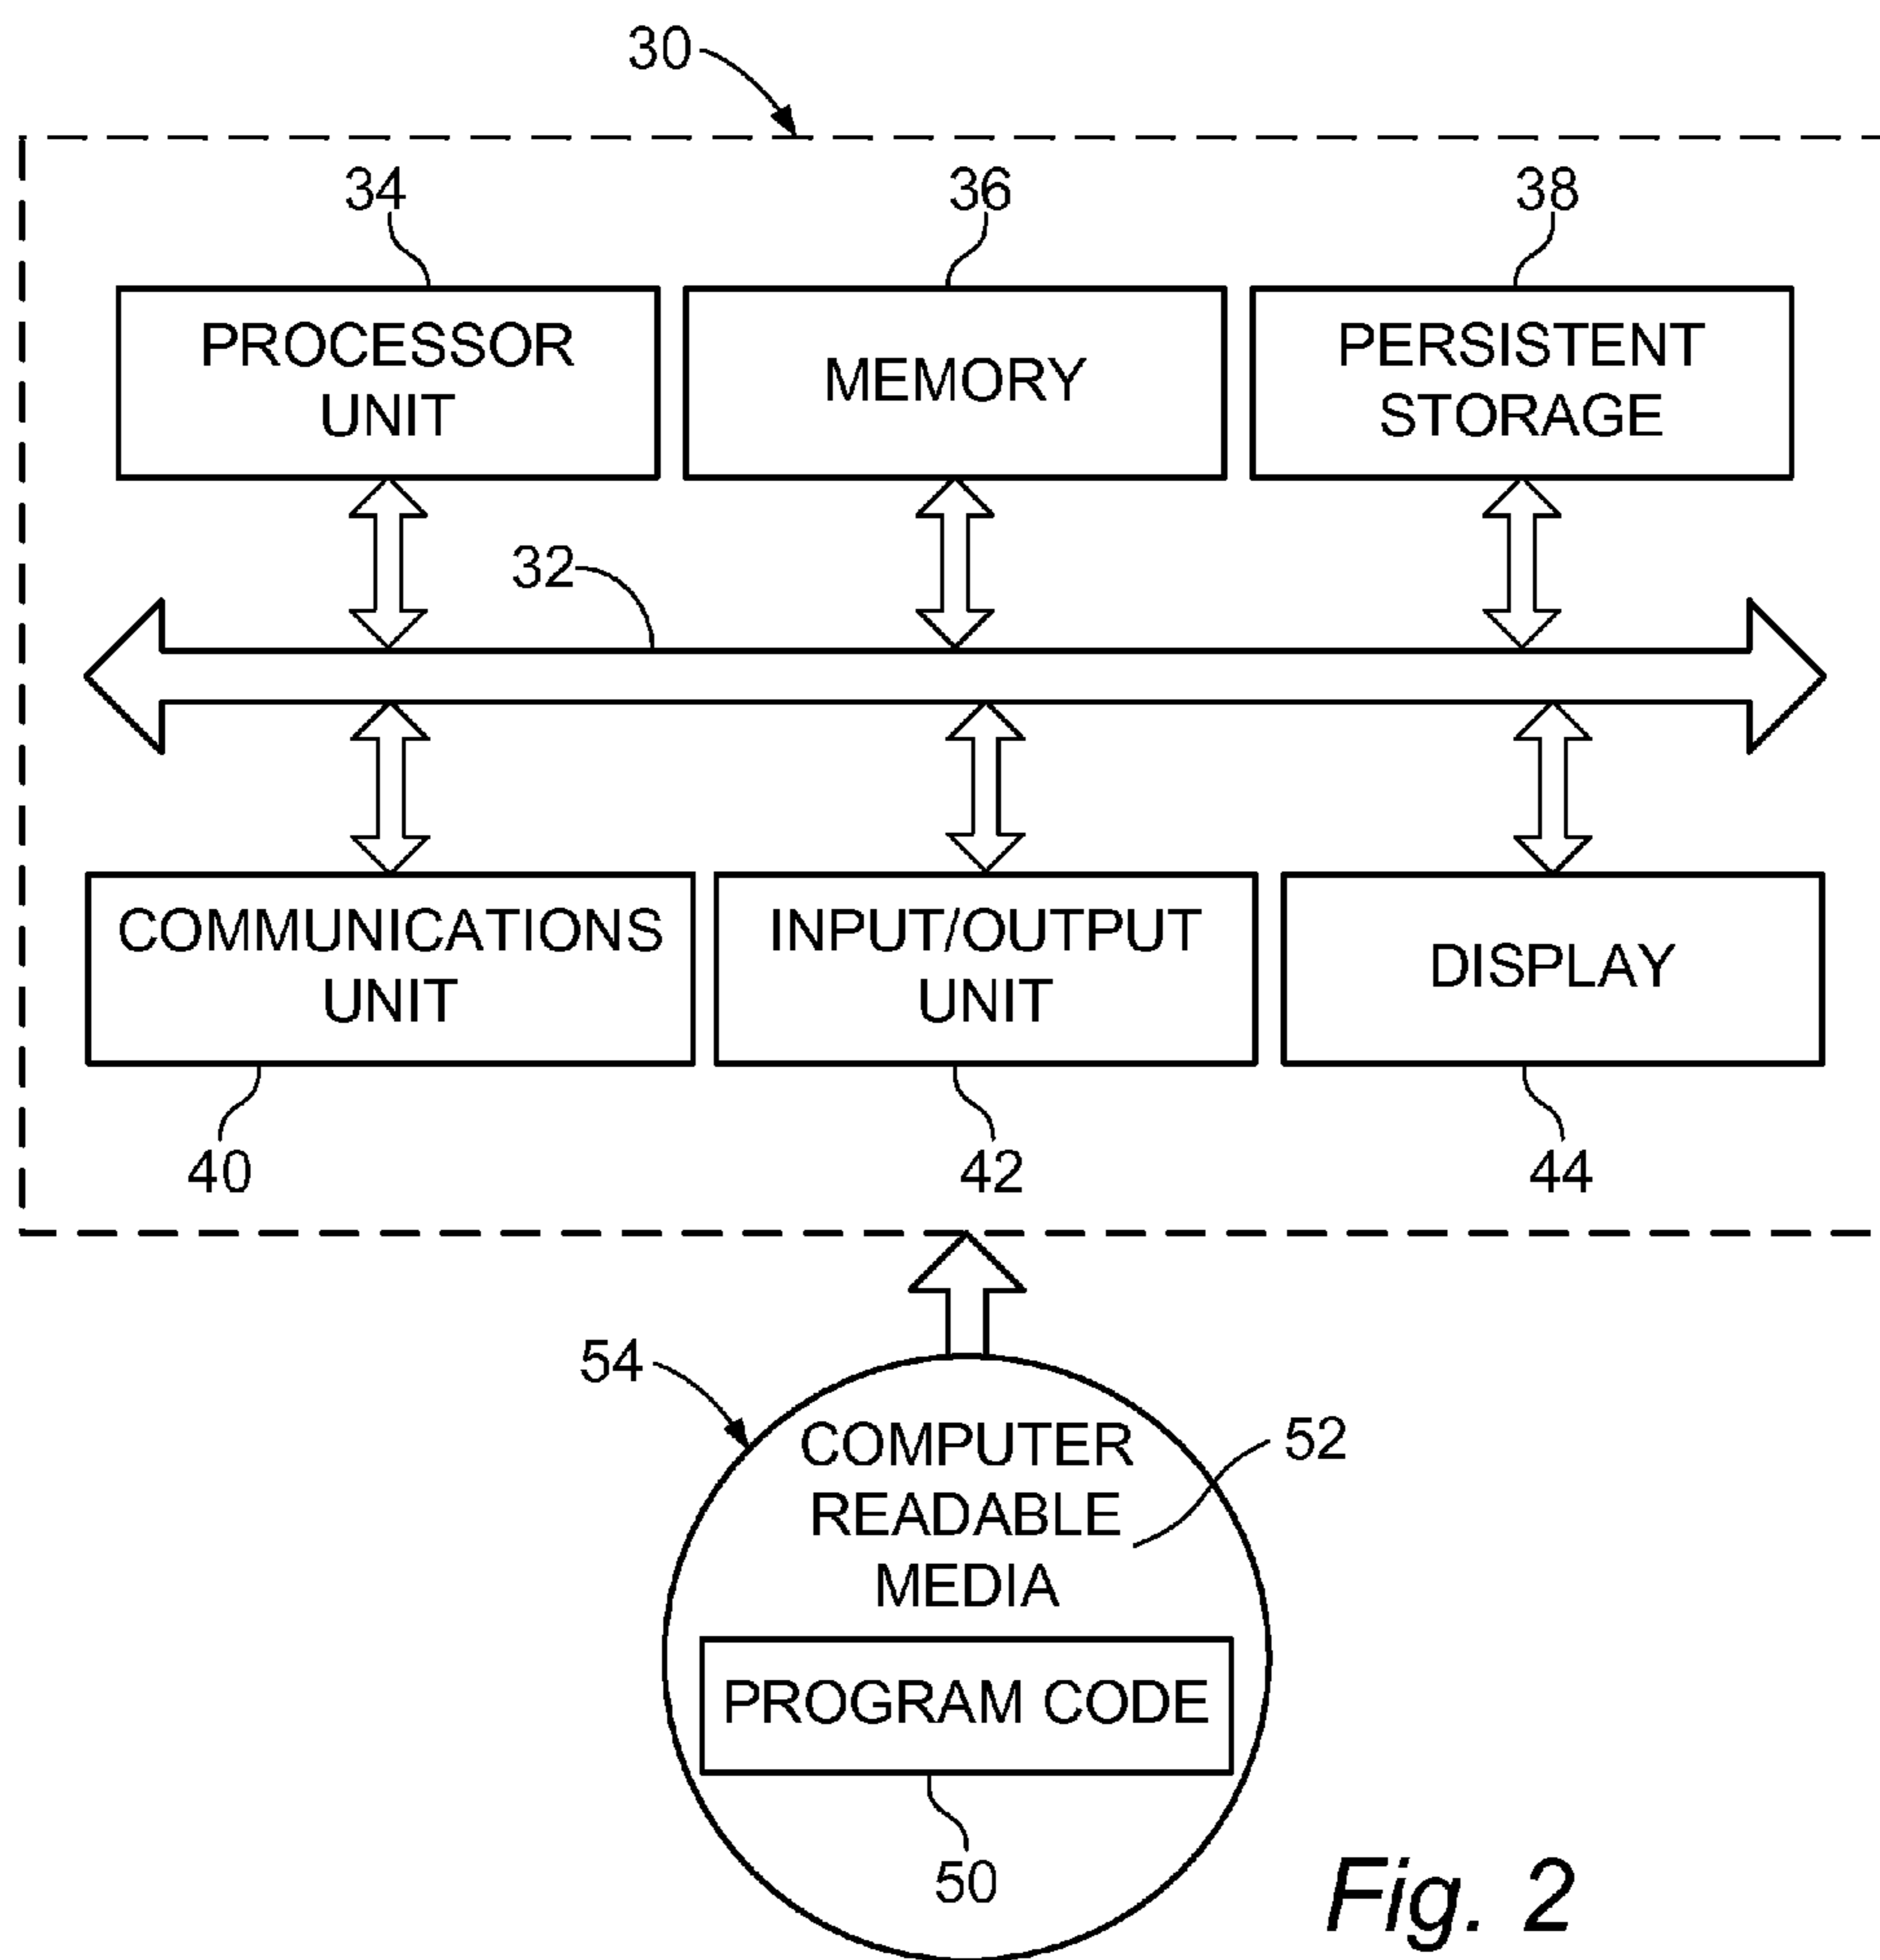 30
34
36
38
PROCESSOR
UNIT
MEMORY
PERSISTENT
STORAGE
32
COMMUNICATIONS
UNIT
INPUT/OUTPUT
UNIT
DISPLAY
40
42
44
54
COMPUTER
READABLE
MEDIA
52
PROGRAM CODE
50
Fig. 2